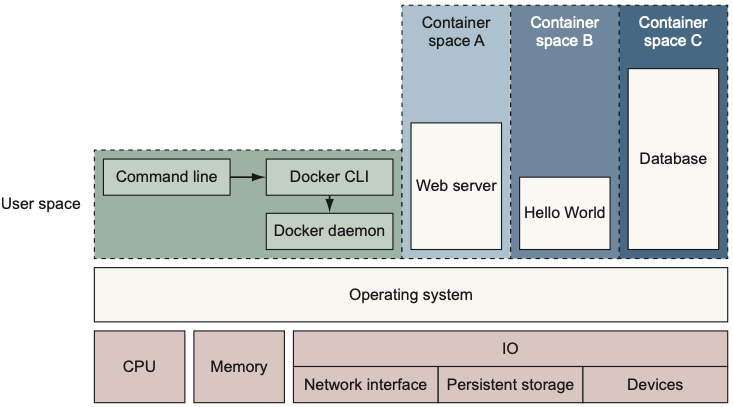 Container
space A
Container
space B
Container
space C
Command line
Docker CLI
Database
Web server
User space
Hello World
Docker daemon
Operating system
CPU
Memory
IO
Network interface
Persistent storage
Devices